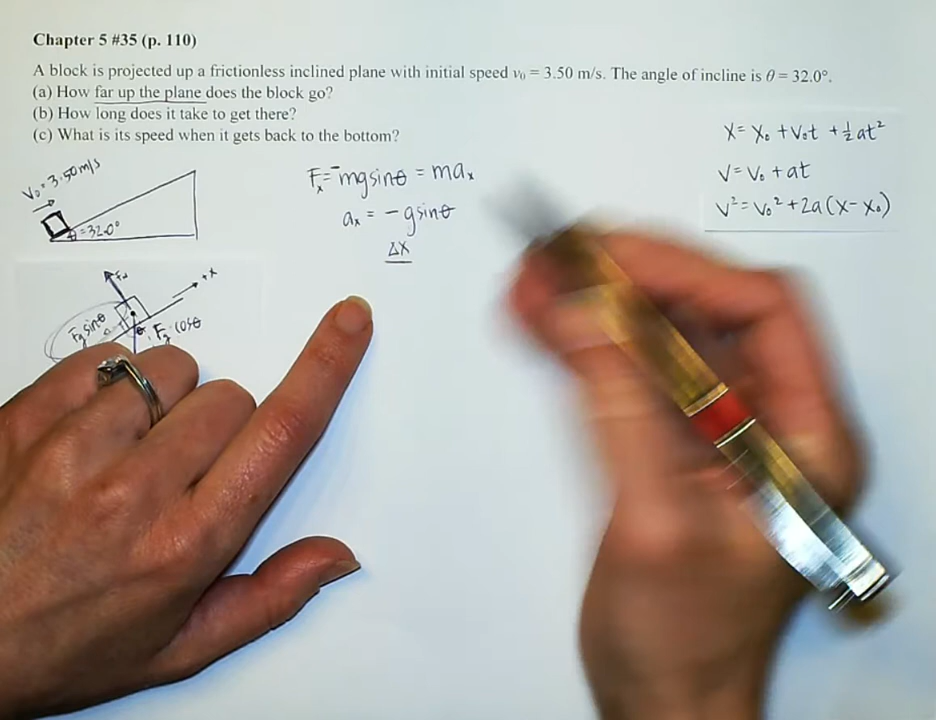 Chapter 5 #35 (p. 110)
A block is projected up a frictionless inclined plane with initial speed v₀ = 3.50 m/s. The angle of incline is θ = 32.0°.
(a) How far up the plane does the block go?
(b) How long does it take to get there?
(c) What is its speed when it gets back to the bottom?
x = x₀ + v₀t + ½at²
v = v₀ + at
v² = v₀² + 2a(x - x₀)
v₀ = 3.50 m/s
θ = 32.0°
Fₓ = -mg sinθ = maₓ
aₓ = -g sinθ
Δx
+x
Fg sinθ
θ
Fg cosθ